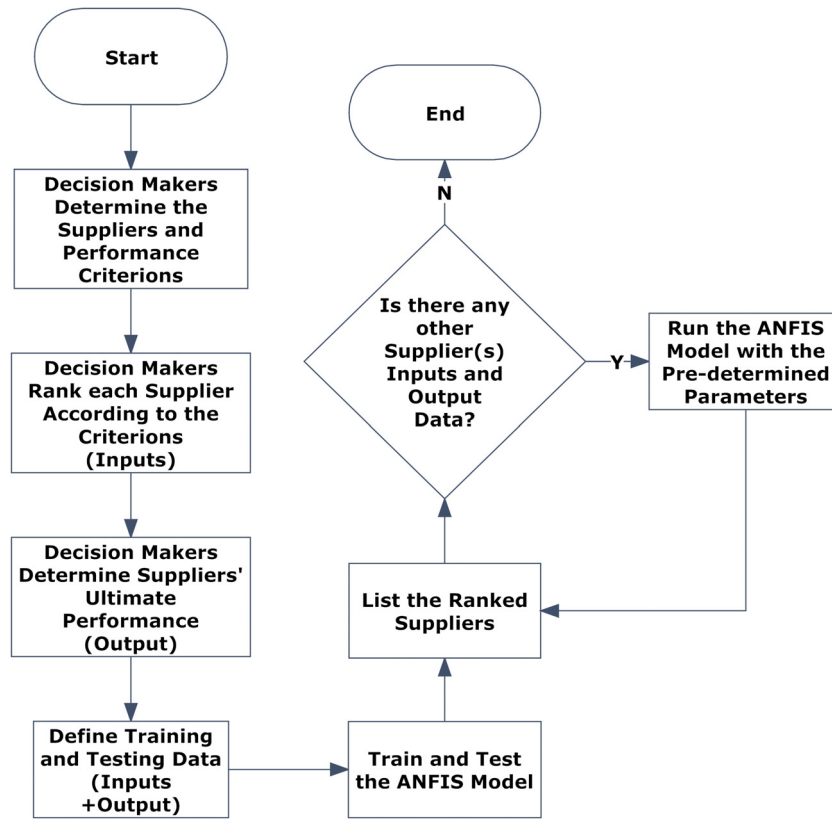 Start
Decision Makers
Determine the
Suppliers and
Performance
Criterions
Decision Makers
Rank each Supplier
According to the
Criterions
(Inputs)
Decision Makers
Determine Suppliers'
Ultimate
Performance
(Output)
Define Training
and Testing Data
(Inputs
+Output)
Train and Test
the ANFIS Model
List the Ranked
Suppliers
Is there any
other
Supplier(s)
Inputs and
Output
Data?
Y
Run the ANFIS
Model with the
Pre-determined
Parameters
N
End